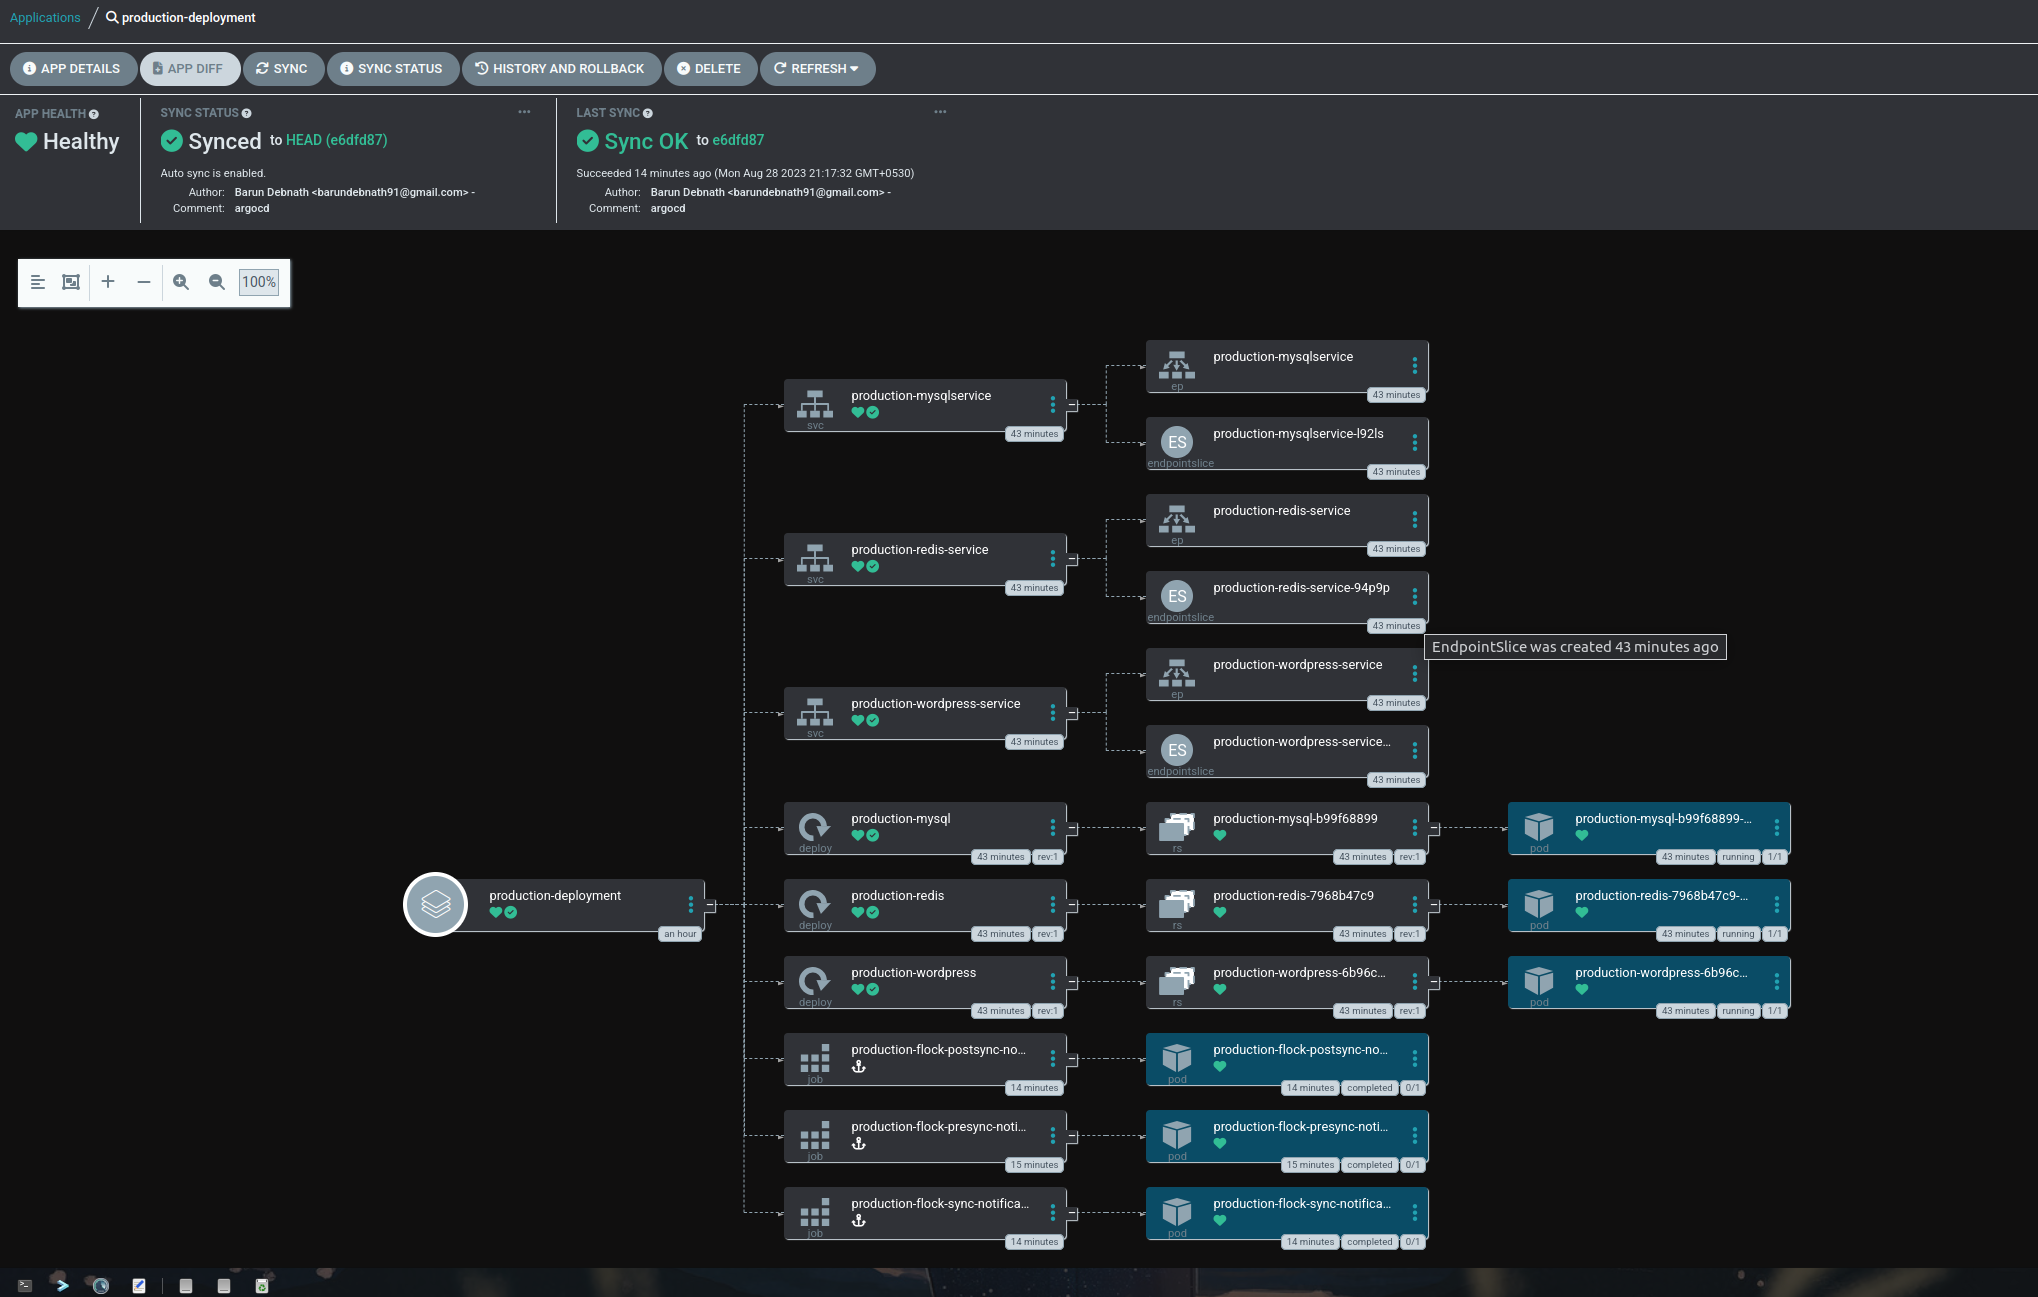 Applications / production-deployment
APP DETAILS APP DIFF SYNC SYNC STATUS HISTORY AND ROLLBACK DELETE REFRESH
APP HEALTH
Healthy
SYNC STATUS
Synced to HEAD (e6dfd87)
Auto sync is enabled.
Author: Barun Debnath <barundebnath91@gmail.com> -
Comment: argocd
LAST SYNC
Sync OK to e6dfd87
Succeeded 14 minutes ago (Mon Aug 28 2023 21:17:32 GMT+0530)
Author: Barun Debnath <barundebnath91@gmail.com> -
Comment: argocd
100%
production-deployment
an hour
production-mysqlservice
svc
43 minutes
production-mysqlservice
ep
43 minutes
ES
production-mysqlservice-l92ls
endpointslice
43 minutes
production-redis-service
svc
43 minutes
production-redis-service
ep
43 minutes
ES
production-redis-service-94p9p
endpointslice
43 minutes
EndpointSlice was created 43 minutes ago
production-wordpress-service
svc
43 minutes
production-wordpress-service
ep
43 minutes
ES
production-wordpress-service...
endpointslice
43 minutes
production-mysql
deploy
43 minutes rev:1
production-mysql-b99f68899
rs
43 minutes rev:1
production-mysql-b99f68899-...
pod
43 minutes running 1/1
production-redis
deploy
43 minutes rev:1
production-redis-7968b47c9
rs
43 minutes rev:1
production-redis-7968b47c9-...
pod
43 minutes running 1/1
production-wordpress
deploy
43 minutes rev:1
production-wordpress-6b96c...
rs
43 minutes rev:1
production-wordpress-6b96c...
pod
43 minutes running 1/1
production-flock-postsync-no...
job
14 minutes
production-flock-postsync-no...
pod
14 minutes completed 0/1
production-flock-presync-noti...
job
15 minutes
production-flock-presync-noti...
pod
15 minutes completed 0/1
production-flock-sync-notifica...
job
14 minutes
production-flock-sync-notifica...
pod
14 minutes completed 0/1